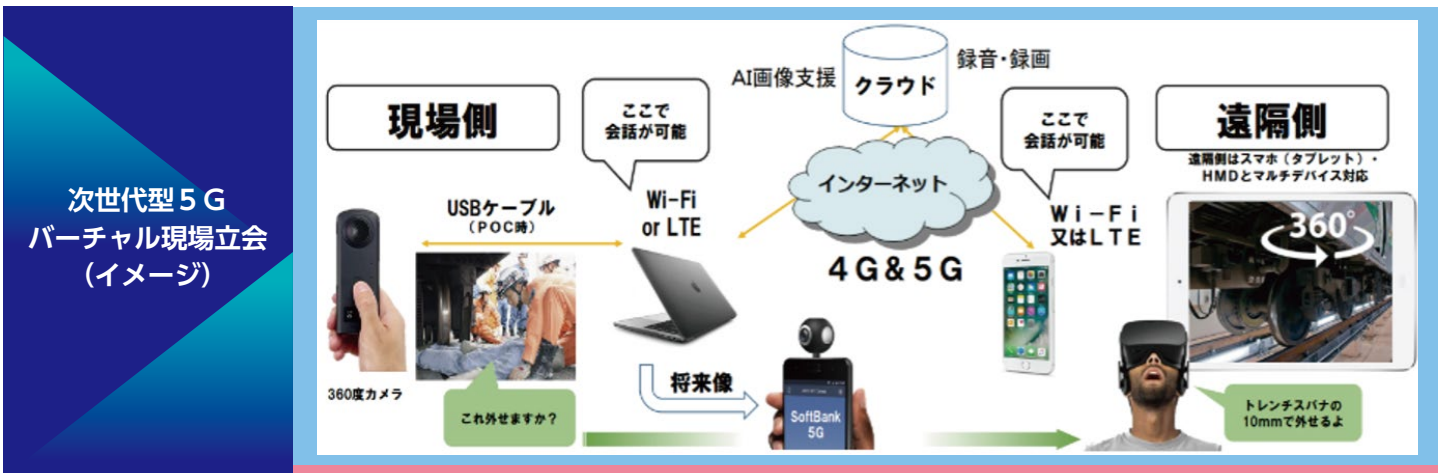 次世代型5G
バーチャル現場立会
(イメージ)
現場側
ここで
会話が可能
AI画像支援
クラウド
録音・録画
ここで
会話が可能
遠隔側
遠隔側はスマホ(タブレット)・
HMDとマルチデバイス対応
インターネット
4G&5G
USBケーブル
(POC時)
Wi-Fi
or LTE
Wi-Fi
又はLTE
360°
360度カメラ
これ外せますか?
将来像
SoftBank
5G
トレンチスパナの
10mmで外せるよ